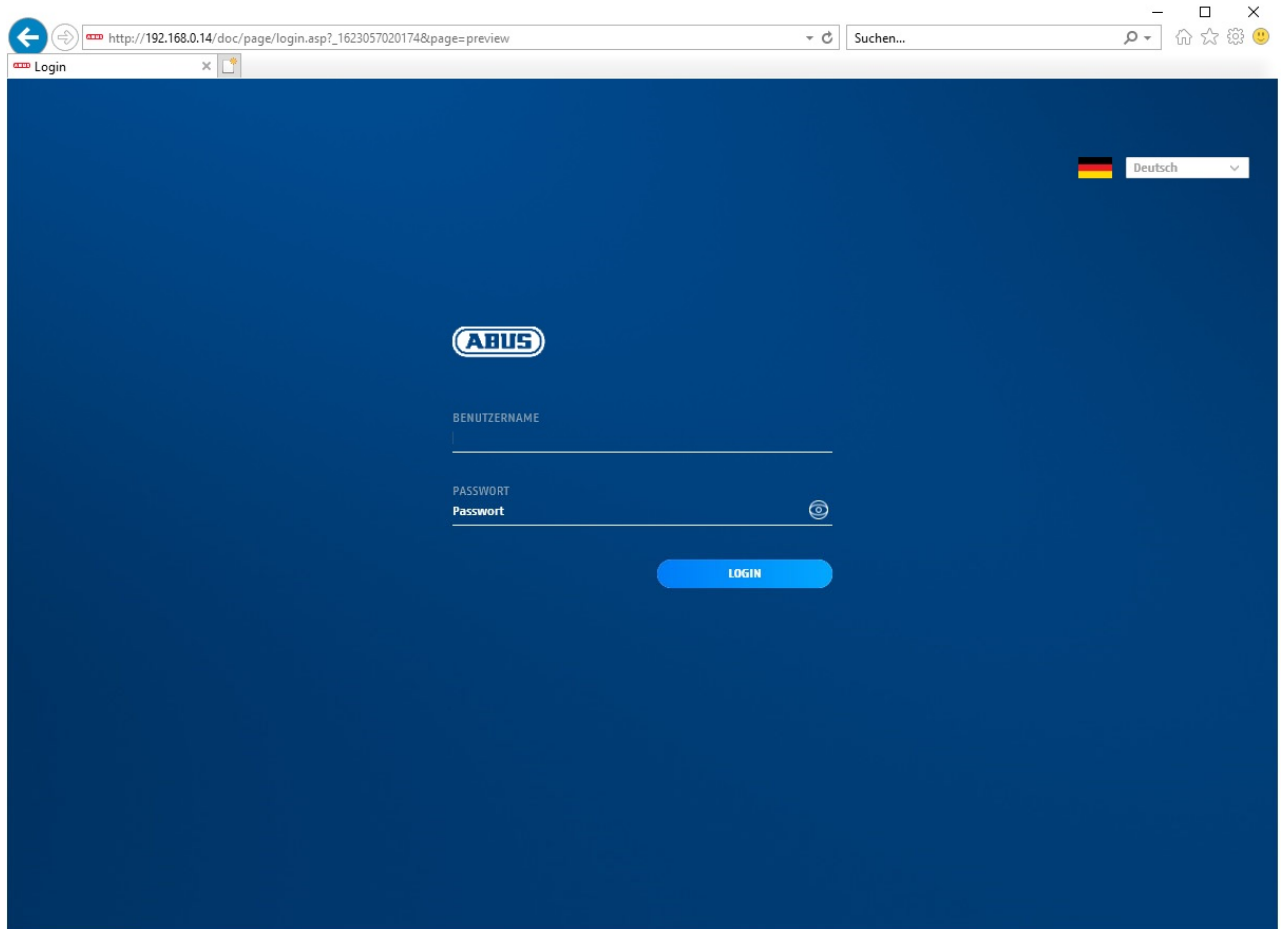 http://192.168.0.14/doc/page/login.asp?_1623057020174&page=preview
Suchen...
Login
Deutsch
ABUS
BENUTZERNAME
PASSWORT
Passwort
LOGIN